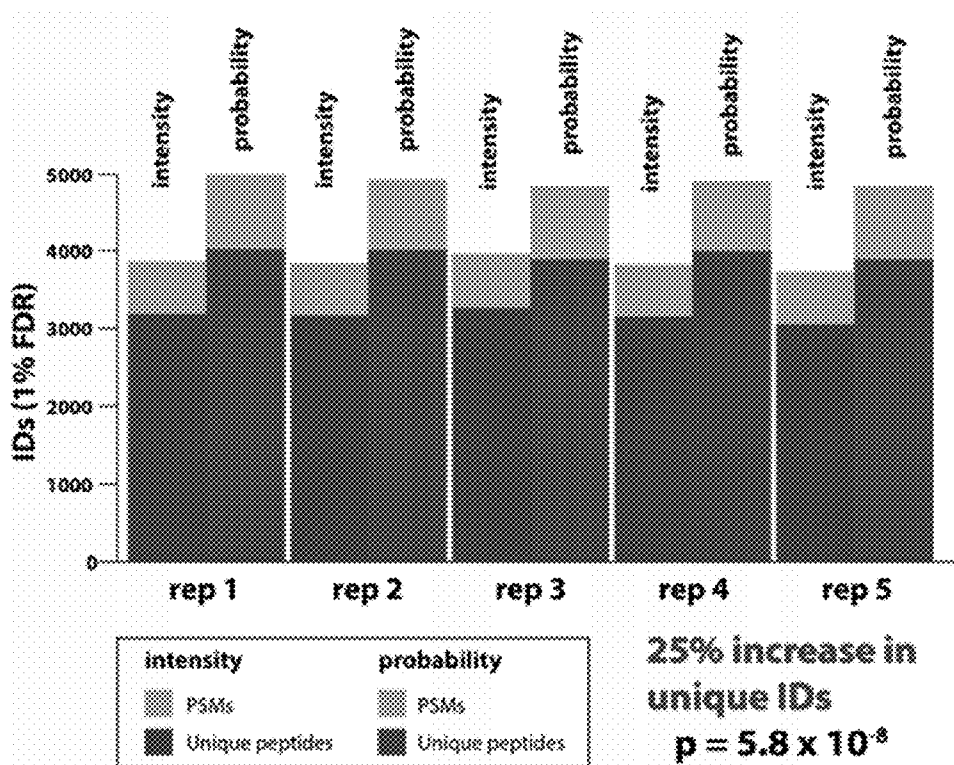 intensity probability intensity probability intensity probability intensity probability intensity probability
5000
4000
3000
2000
1000
0
IDs (1% FDR)
rep 1 rep 2 rep 3 rep 4 rep 5
intensity probability
PSMs PSMs
Unique peptides Unique peptides
25% increase in
unique IDs
p = 5.8 x 10⁻⁸